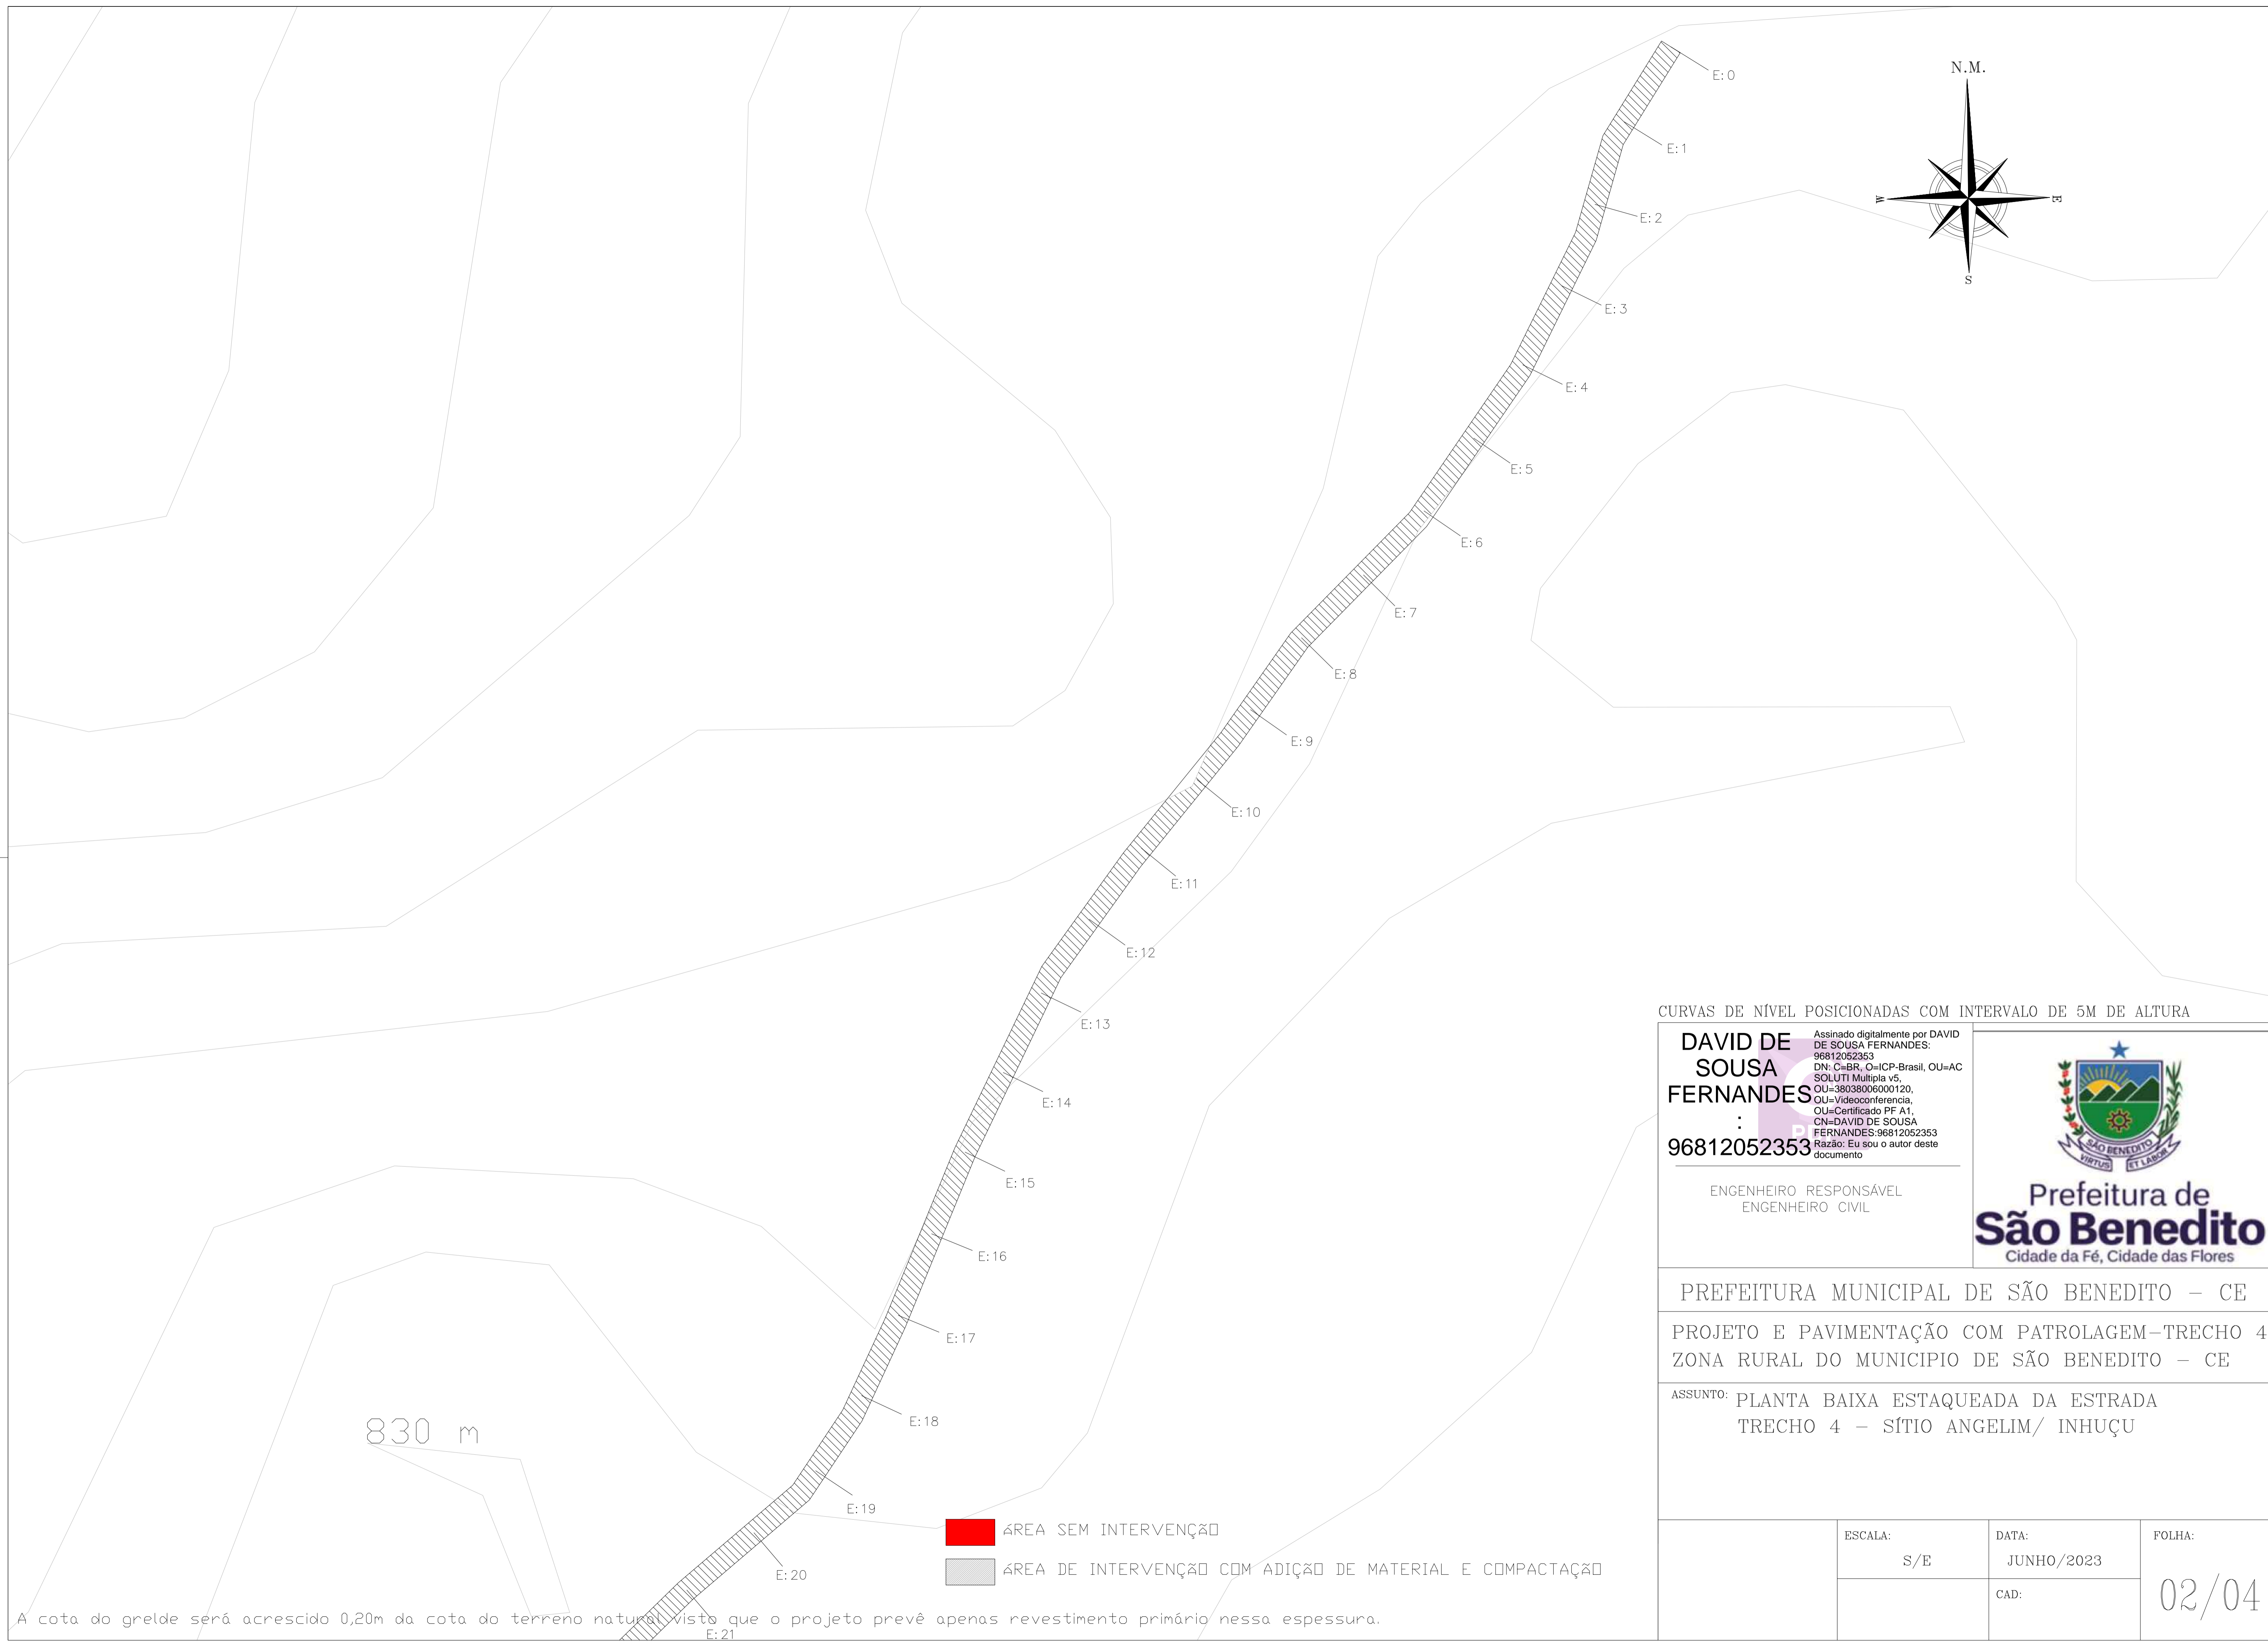 N.M.
W
E
S
E:0
E:1
E:2
E:3
E:4
E:5
E:6
E:7
E:8
E:9
E:10
E:11
E:12
E:13
E:14
E:15
E:16
E:17
E:18
E:19
E:20
E:21
830 m
ÁREA SEM INTERVENÇÃO
ÁREA DE INTERVENÇÃO COM ADIÇÃO DE MATERIAL E COMPACTAÇÃO
A cota do grelde será acrescido 0,20m da cota do terreno natural visto que o projeto prevê apenas revestimento primário nessa espessura.
CURVAS DE NÍVEL POSICIONADAS COM INTERVALO DE 5M DE ALTURA
DAVID DE
SOUSA
FERNANDES
:
96812052353
Assinado digitalmente por DAVID
DE SOUSA FERNANDES:
96812052353
DN: C=BR, O=ICP-Brasil, OU=AC
SOLUTI Multipla v5,
OU=38038006000120,
OU=Videoconferencia,
OU=Certificado PF A1,
CN=DAVID DE SOUSA
FERNANDES:96812052353
Razão: Eu sou o autor deste
documento
ENGENHEIRO RESPONSÁVEL
ENGENHEIRO CIVIL
SÃO BENEDITO
VIRTUS ET LABOR
Prefeitura de
São Benedito
Cidade da Fé, Cidade das Flores
PREFEITURA MUNICIPAL DE SÃO BENEDITO - CE
PROJETO E PAVIMENTAÇÃO COM PATROLAGEM-TRECHO 4
ZONA RURAL DO MUNICIPIO DE SÃO BENEDITO - CE
ASSUNTO: PLANTA BAIXA ESTAQUEADA DA ESTRADA
TRECHO 4 - SÍTIO ANGELIM/ INHUÇU
ESCALA:
S/E
DATA:
JUNHO/2023
CAD:
FOLHA:
02/04